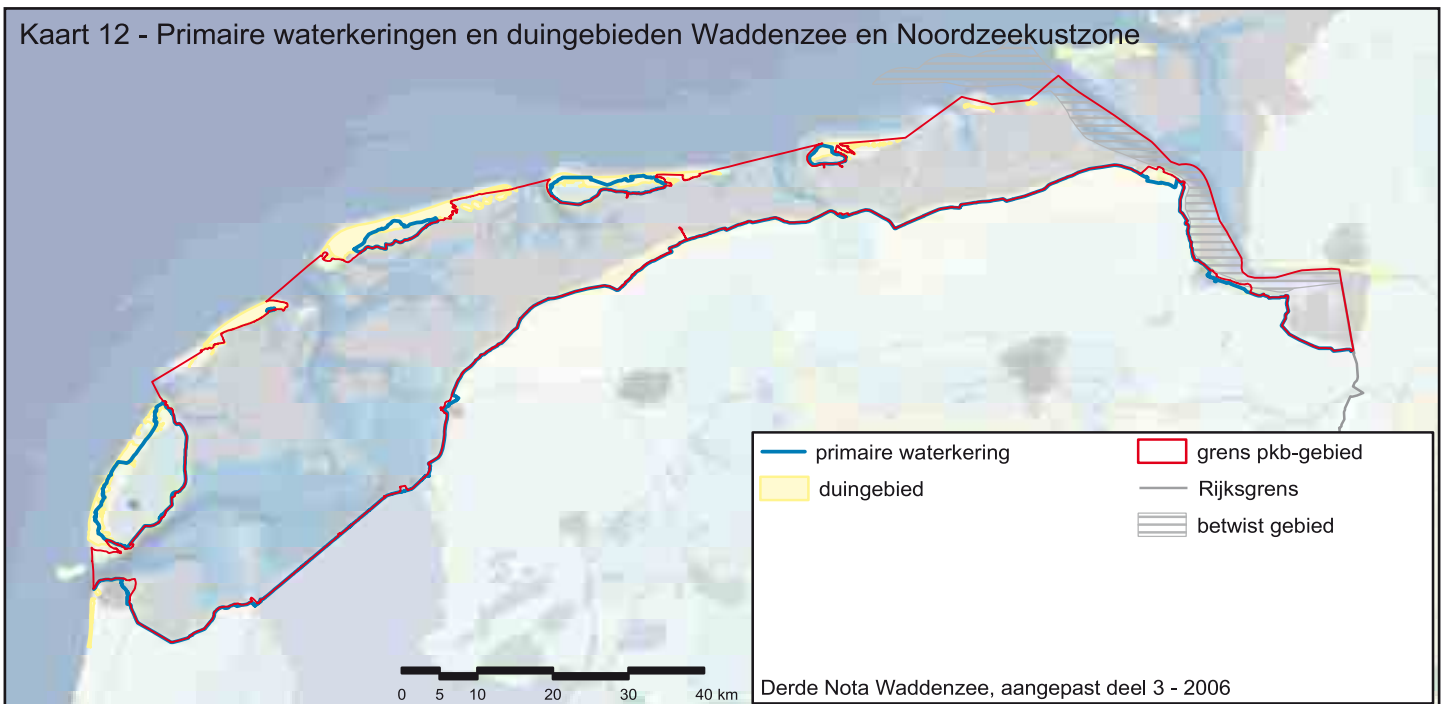 Kaart 12 - Primaire waterkeringen en duingebieden Waddenzee en Noordzeekustzone
primaire waterkering
duingebied
grens pkb-gebied
Rijksgrens
betwist gebied
0 5 10 20 30 40 km
Derde Nota Waddenzee, aangepast deel 3 - 2006